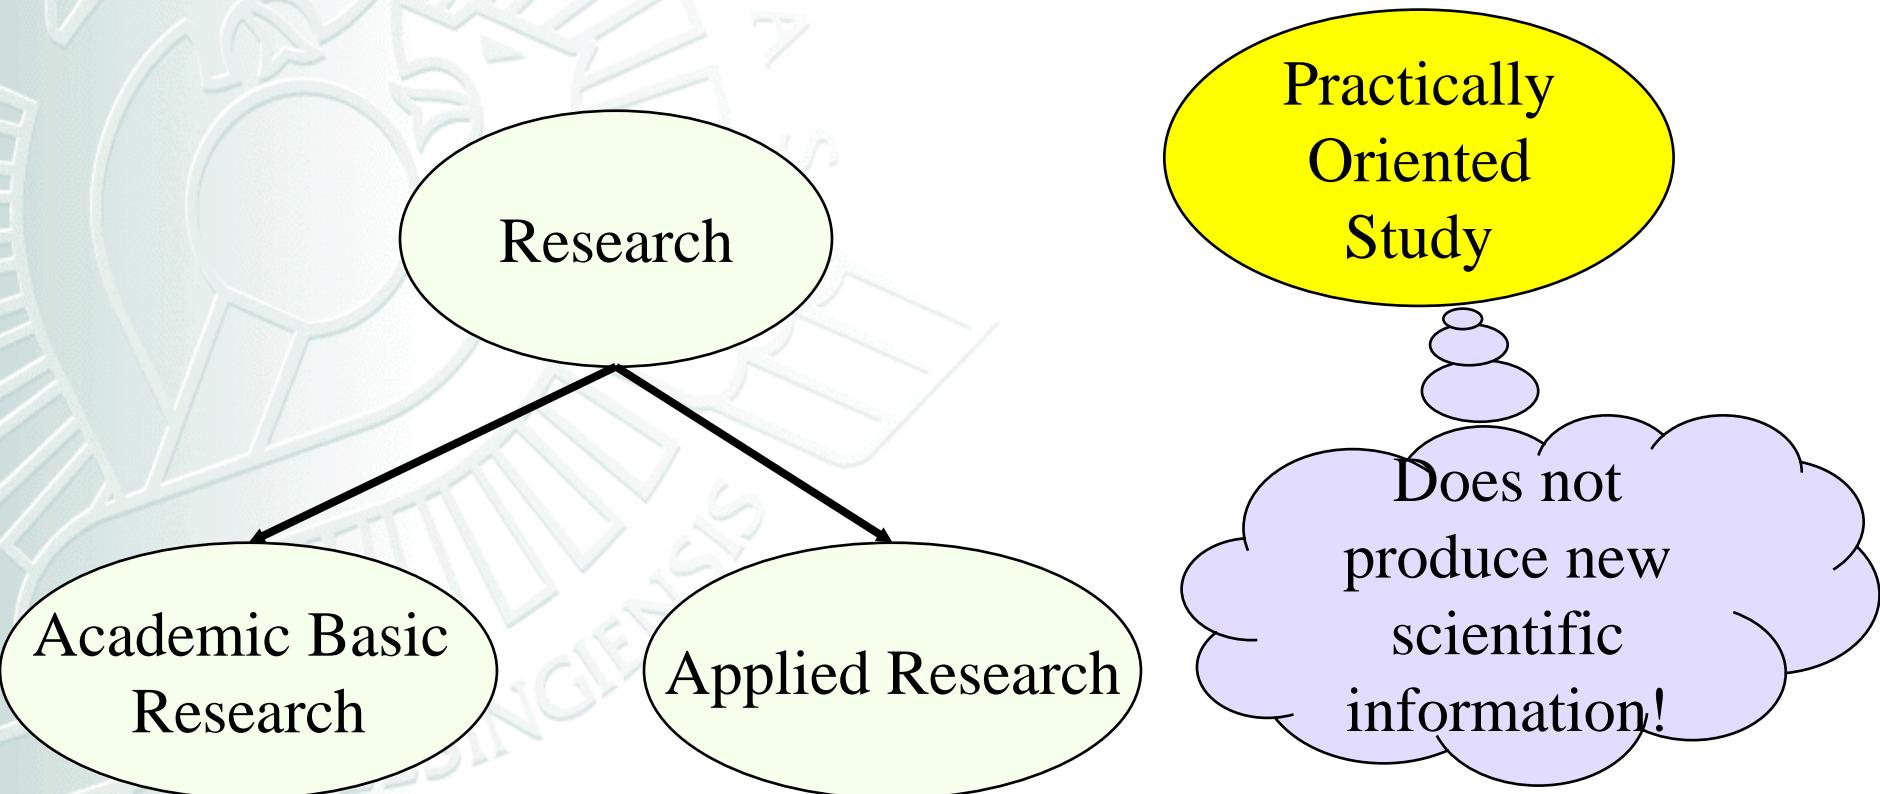 Research
Academic Basic
Research
Applied Research
Practically
Oriented
Study
Does not
produce new
scientific
information!